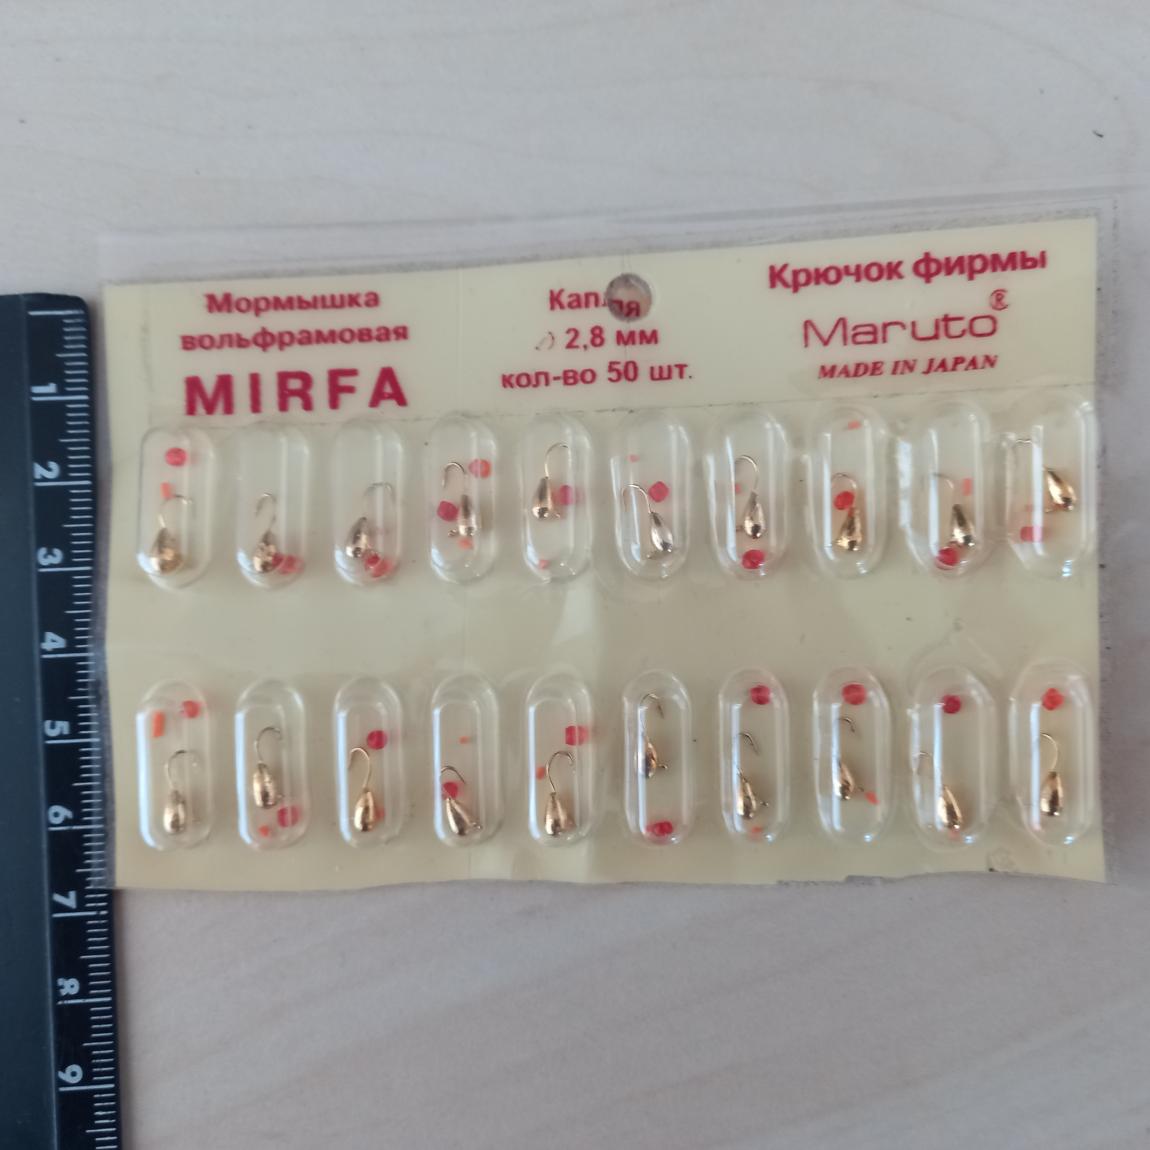 Мормышка
вольфрамовая
MIRFA
Капля
2,8 мм
кол-во 50 шт.
Крючок фирмы
Maruto®
MADE IN JAPAN
1
2
3
4
5
6
7
8
9